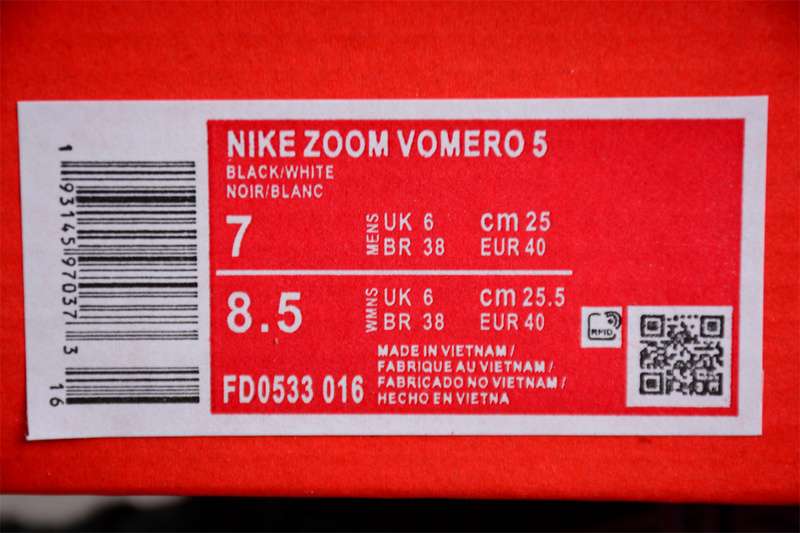 NIKE ZOOM VOMERO 5
BLACK/WHITE
NOIR/BLANC
7 MENS UK 6 cm 25
BR 38 EUR 40
8.5 WMNS UK 6 cm 25.5
BR 38 EUR 40
MADE IN VIETNAM /
FABRIQUE AU VIETNAM /
FABRICADO NO VIETNAM /
HECHO EN VIETNA
FD0533 016
RFID
1 93145 97037 3 16